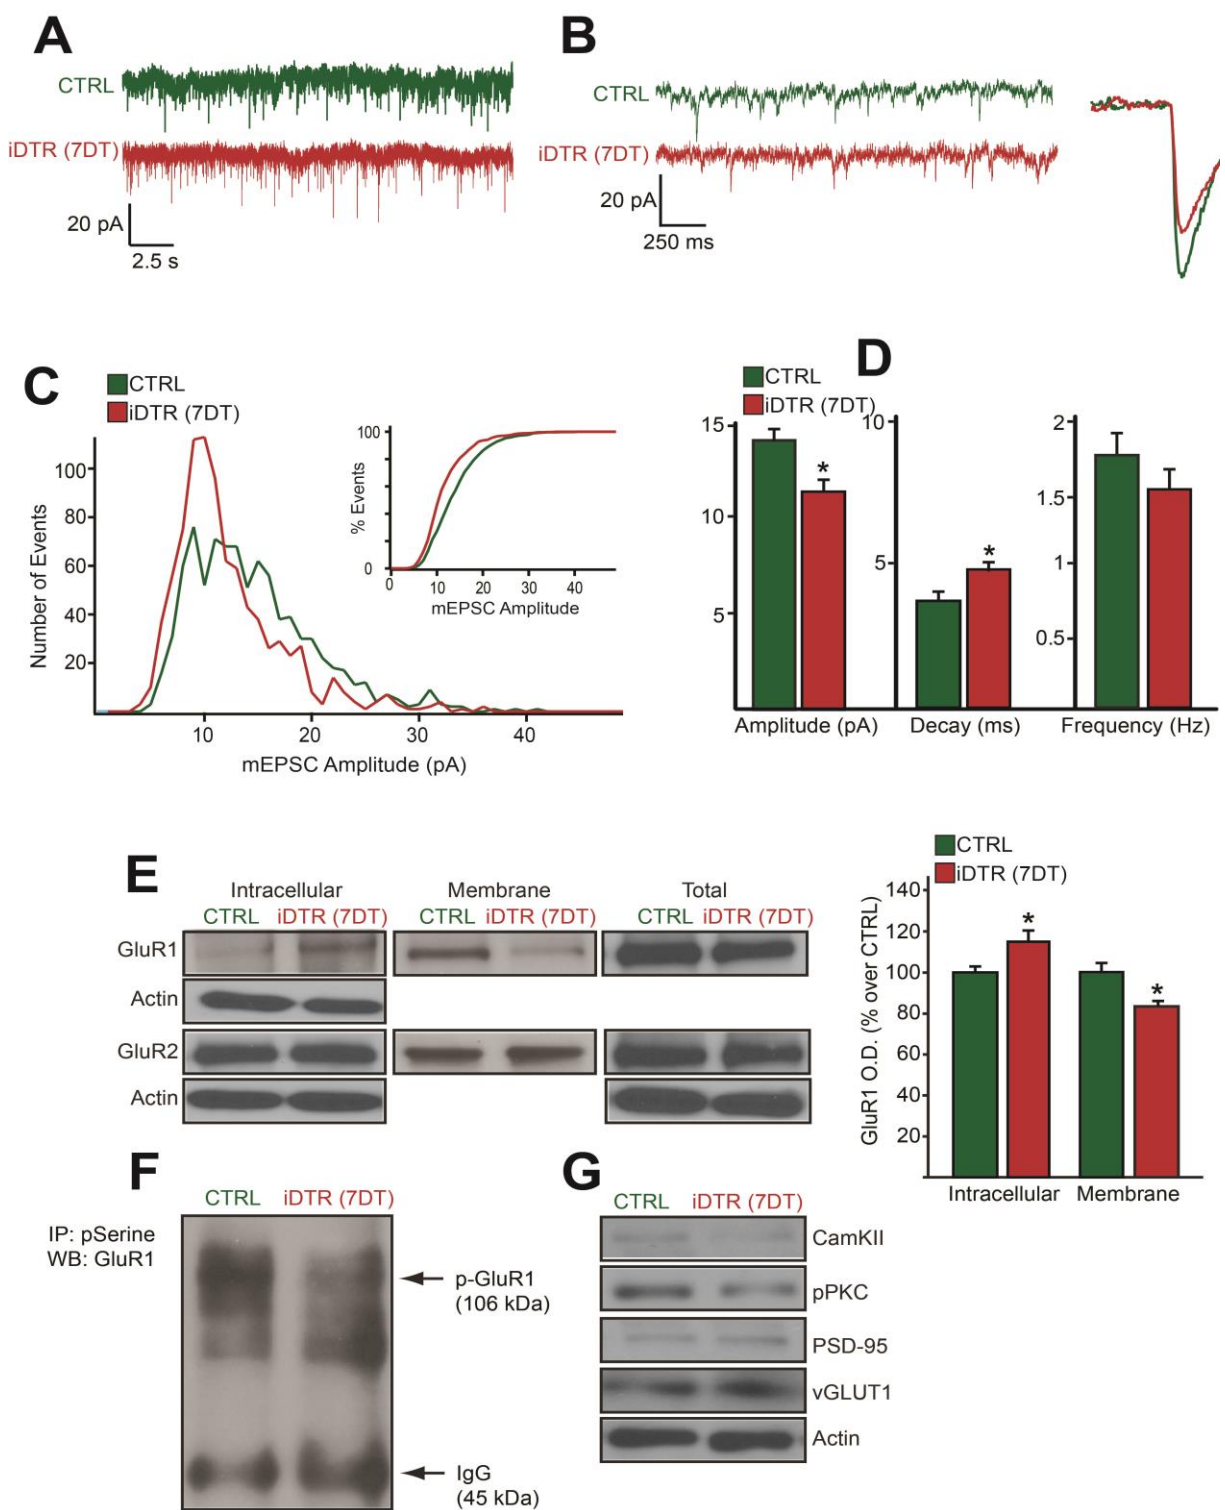 A
CTRL
iDTR (7DT)
20 pA
2.5 s
B
CTRL
iDTR (7DT)
20 pA
250 ms
C
CTRL
iDTR (7DT)
Number of Events
100
80
60
40
20
10
20
30
40
mEPSC Amplitude (pA)
% Events
100
0
0
10
20
30
40
mEPSC Amplitude
D
CTRL
iDTR (7DT)
15
10
5
*
Amplitude (pA)
10
5
*
Decay (ms)
2
1.5
1
0.5
Frequency (Hz)
E
Intracellular
Membrane
Total
CTRL
iDTR (7DT)
CTRL
iDTR (7DT)
CTRL
iDTR (7DT)
GluR1
Actin
GluR2
Actin
CTRL
iDTR (7DT)
GluR1 O.D. (% over CTRL)
140
120
100
80
60
40
20
*
*
Intracellular
Membrane
F
CTRL
iDTR (7DT)
IP: pSerine
WB: GluR1
p-GluR1
(106 kDa)
IgG
(45 kDa)
G
CTRL
iDTR (7DT)
CamKII
pPKC
PSD-95
vGLUT1
Actin